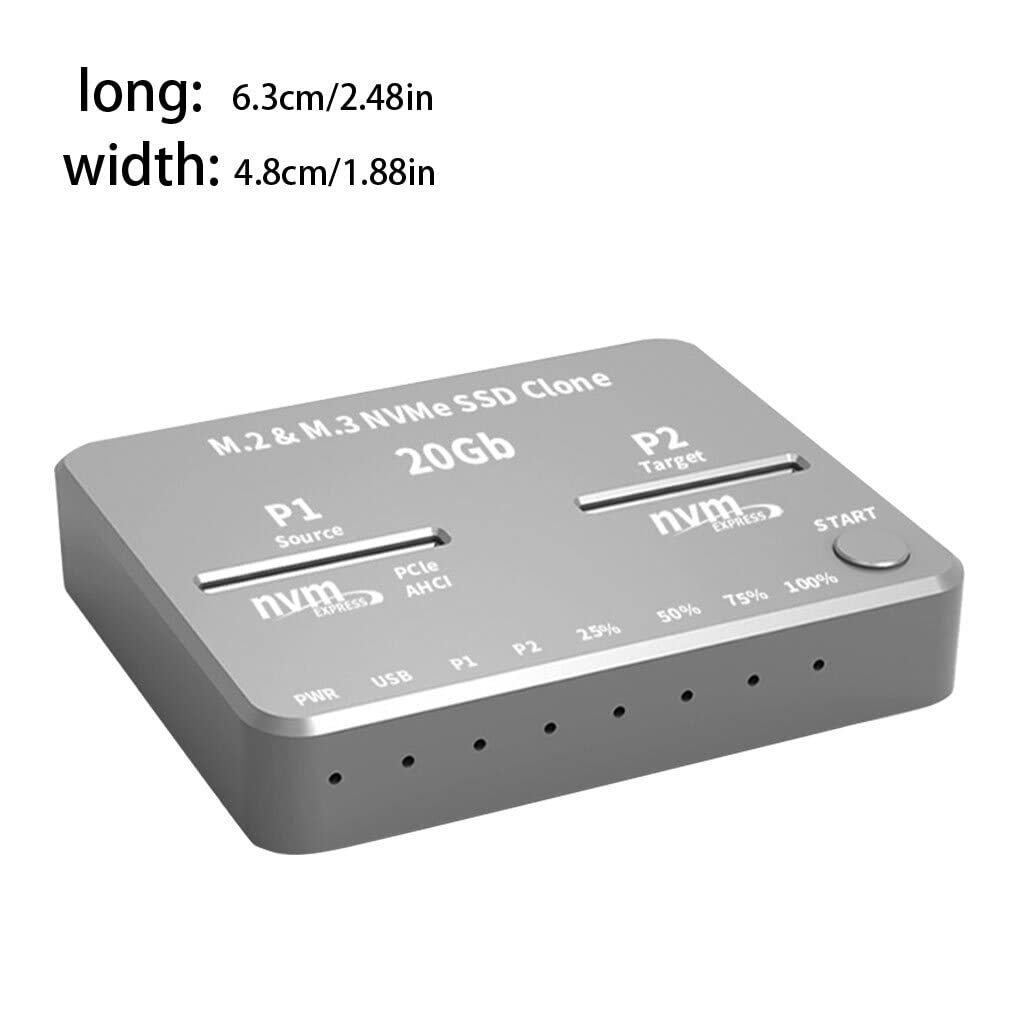 long: 6.3cm/2.48in
width: 4.8cm/1.88in
M.2 & M.3 NVMe SSD Clone
20Gb
P1
Source
nvm
EXPRESS
PCIe
AHCI
P2
Target
nvm
EXPRESS
START
PWR USB P1 P2 25% 50% 75% 100%